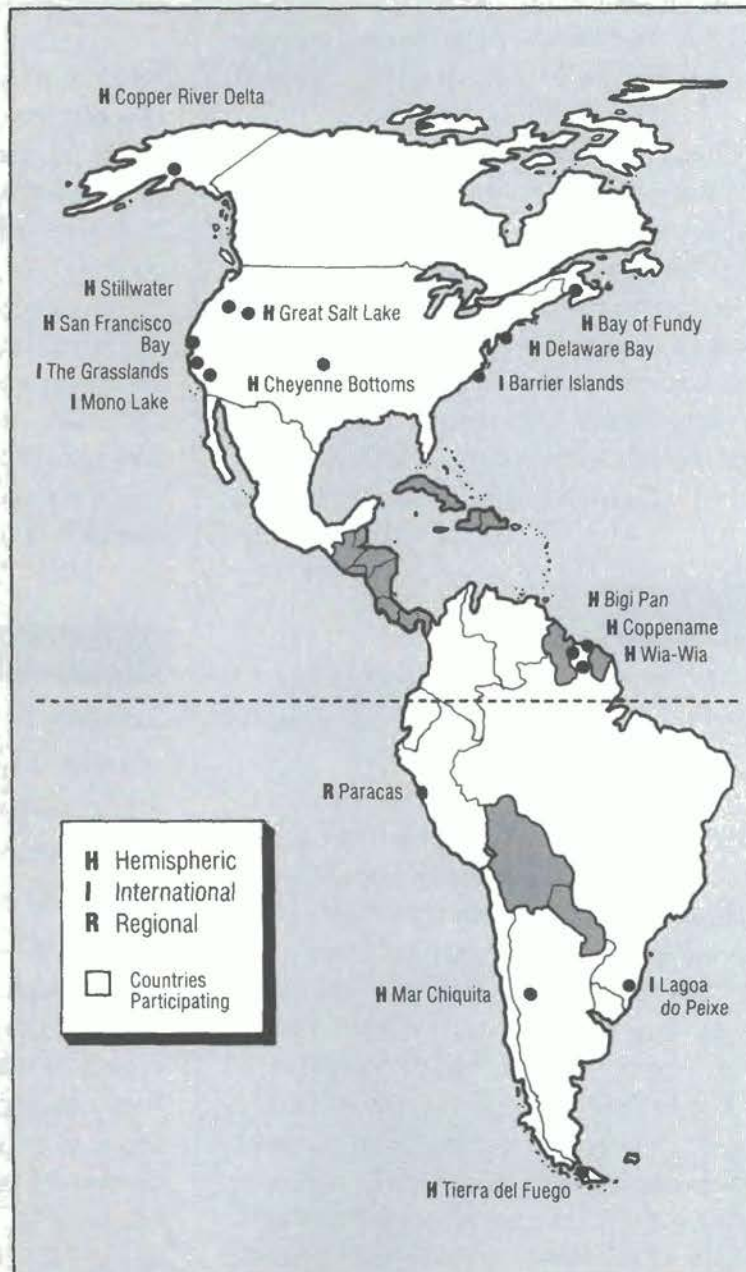 H Copper River Delta
H Stillwater
H Great Salt Lake
H San Francisco
Bay
H Bay of Fundy
H Delaware Bay
I The Grasslands
H Cheyenne Bottoms
I Barrier Islands
I Mono Lake
H Bigi Pan
H Coppename
H Wia-Wia
R Paracas
H Hemispheric
I International
R Regional
Countries
Participating
H Mar Chiquita
I Lagoa
do Peixe
H Tierra del Fuego